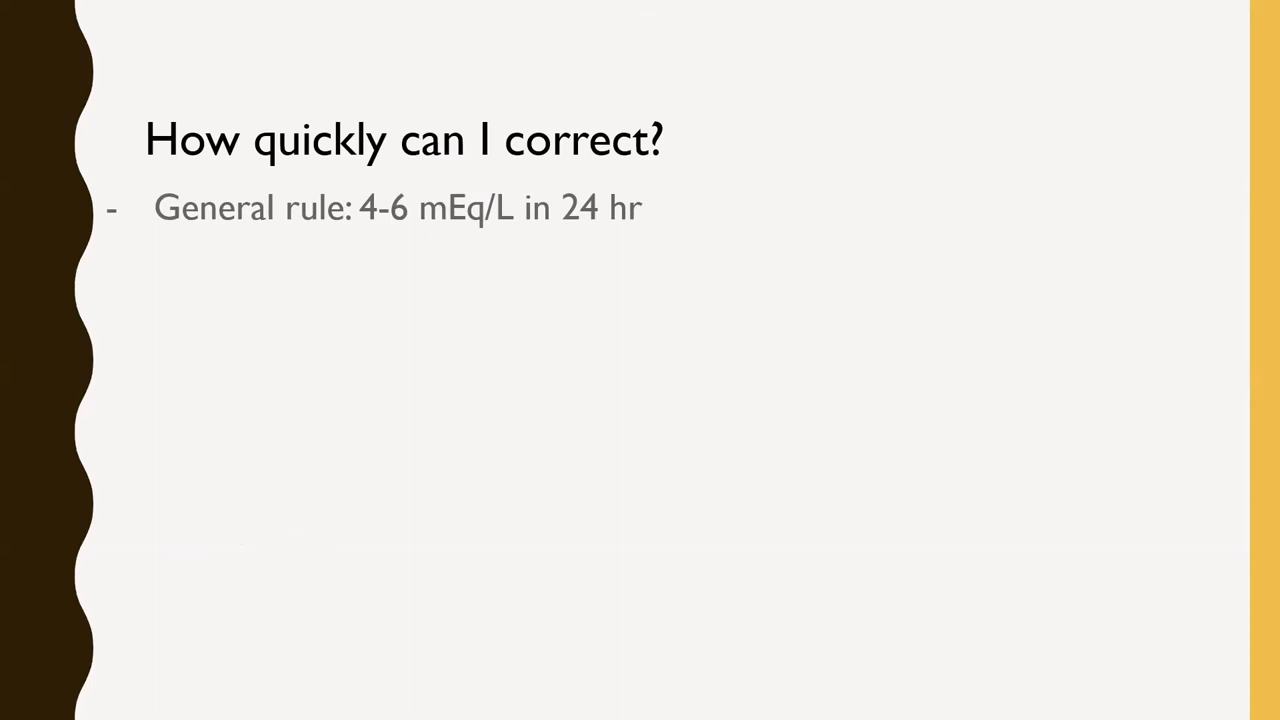 How quickly can I correct?
- General rule: 4-6 mEq/L in 24 hr